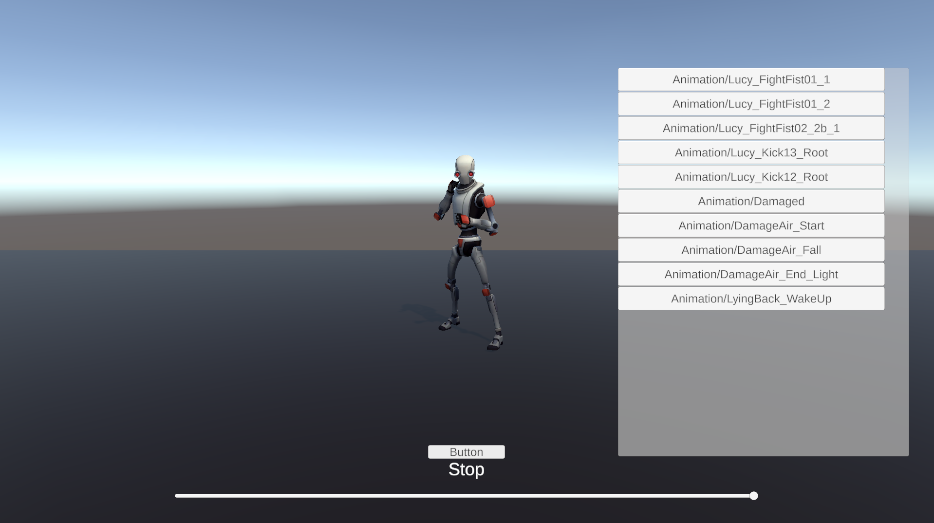 Animation/Lucy_FightFist01_1
Animation/Lucy_FightFist01_2
Animation/Lucy_FightFist02_2b_1
Animation/Lucy_Kick13_Root
Animation/Lucy_Kick12_Root
Animation/Damaged
Animation/DamageAir_Start
Animation/DamageAir_Fall
Animation/DamageAir_End_Light
Animation/LyingBack_WakeUp
Button
Stop